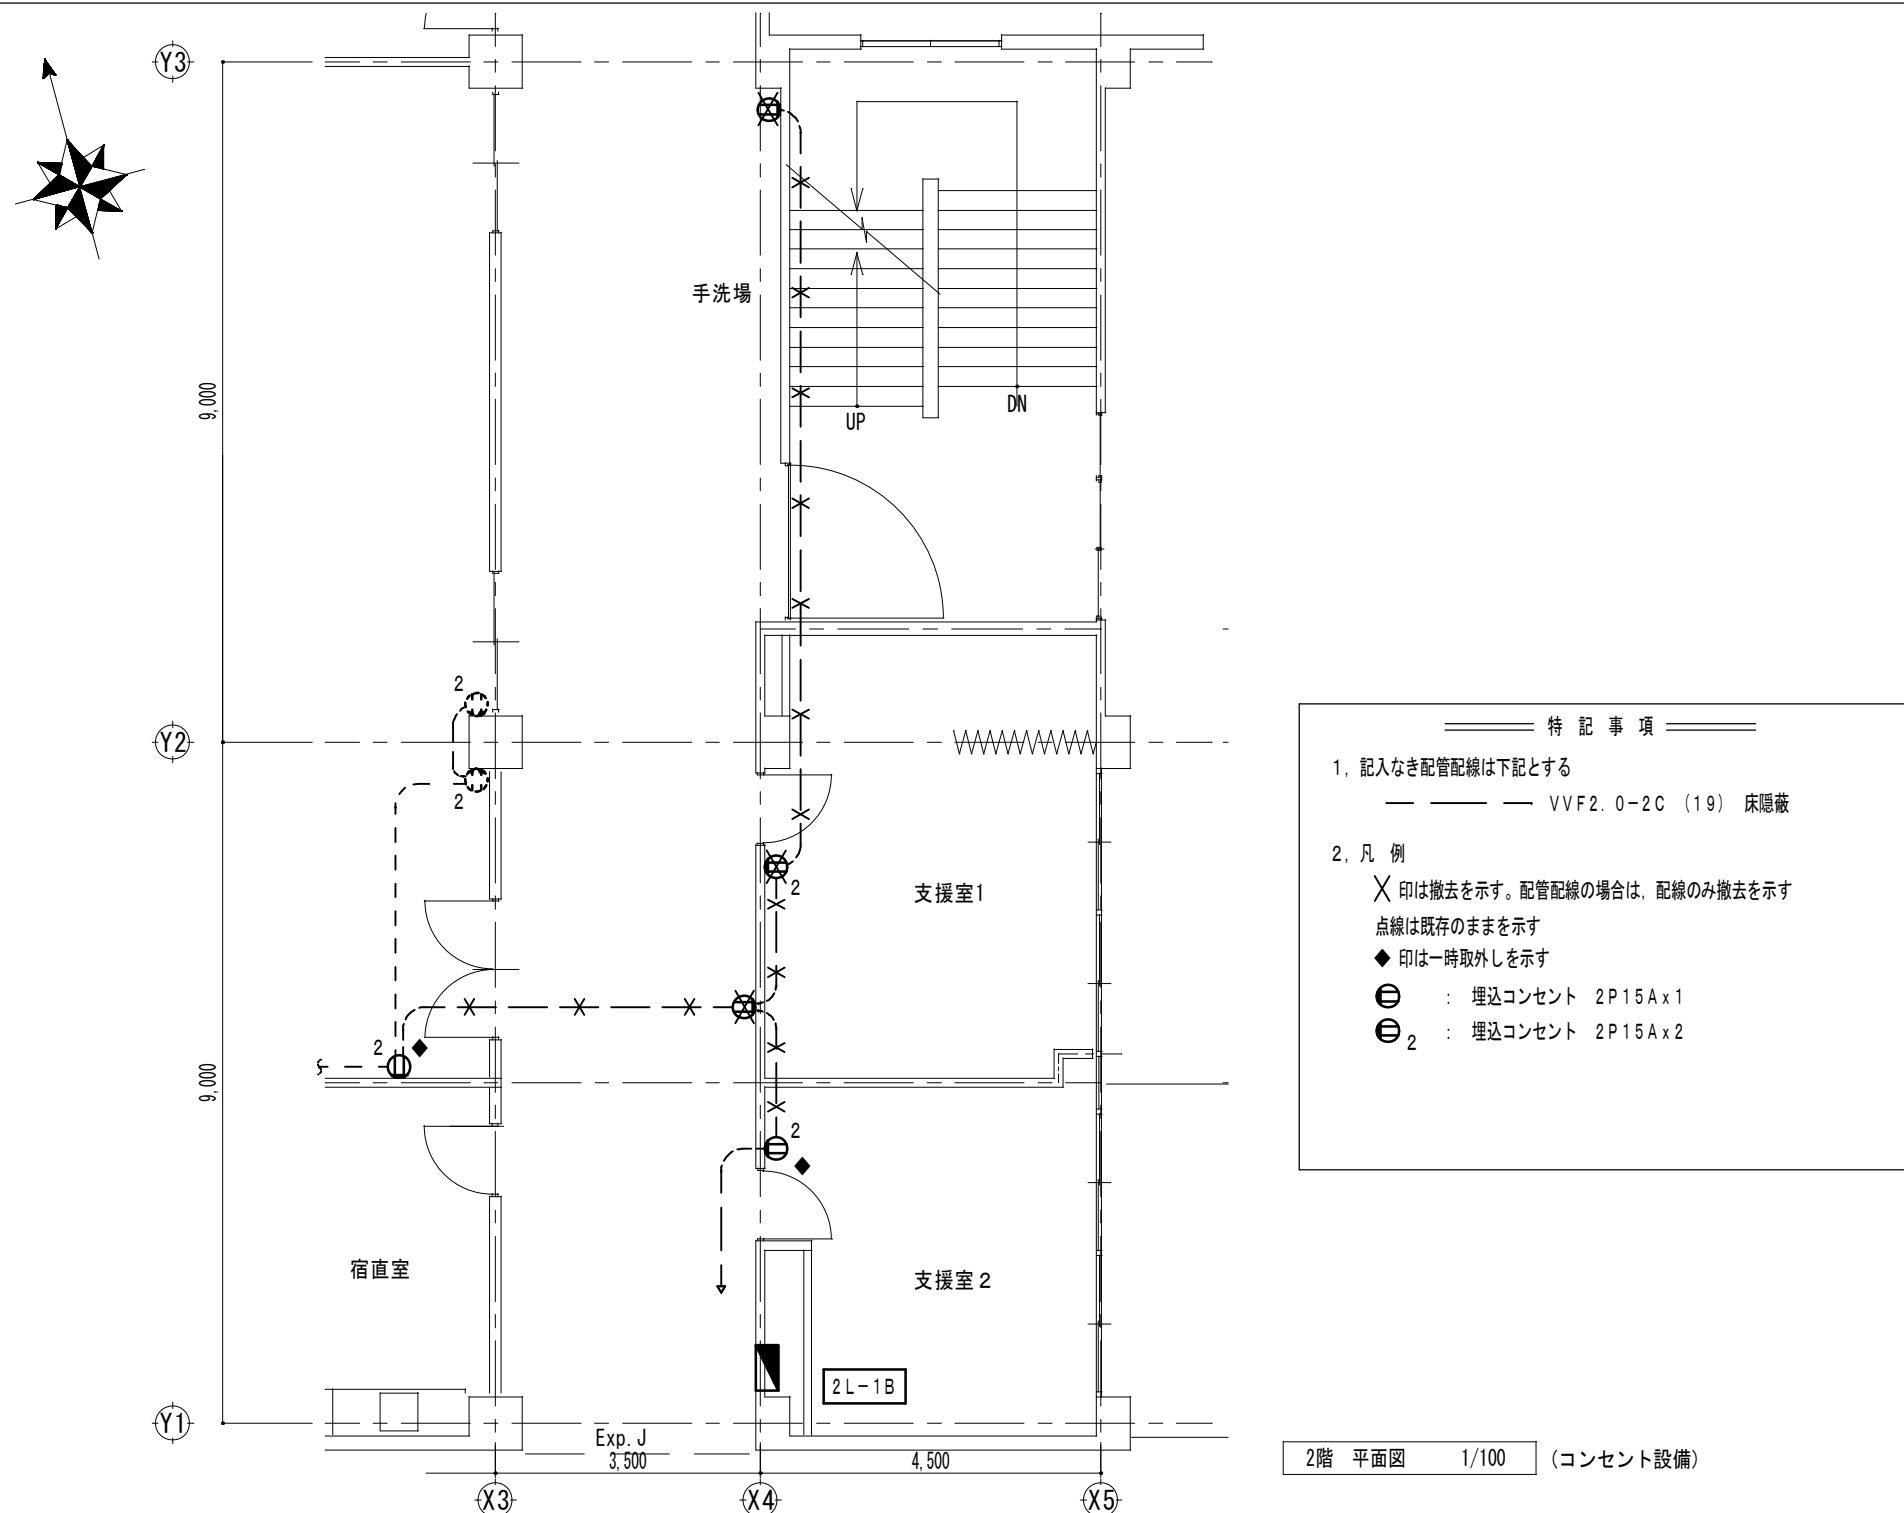 Y3
手洗場
9,000
UP
DN
2
Y2
2
支援室1
2
2
9,000
2
宿直室
支援室２
2L-1B
Y1
Exp.J
3,500
4,500
X3
X4
X5
特 記 事 項
1, 記入なき配管配線は下記とする
VVF2.0-2C (19) 床隠蔽
2, 凡 例
X 印は撤去を示す。配管配線の場合は, 配線のみ撤去を示す
点線は既存のままを示す
◆ 印は一時取外しを示す
: 埋込コンセント 2P15Ax1
2 : 埋込コンセント 2P15Ax2
2階 平面図 1/100 (コンセント設備)